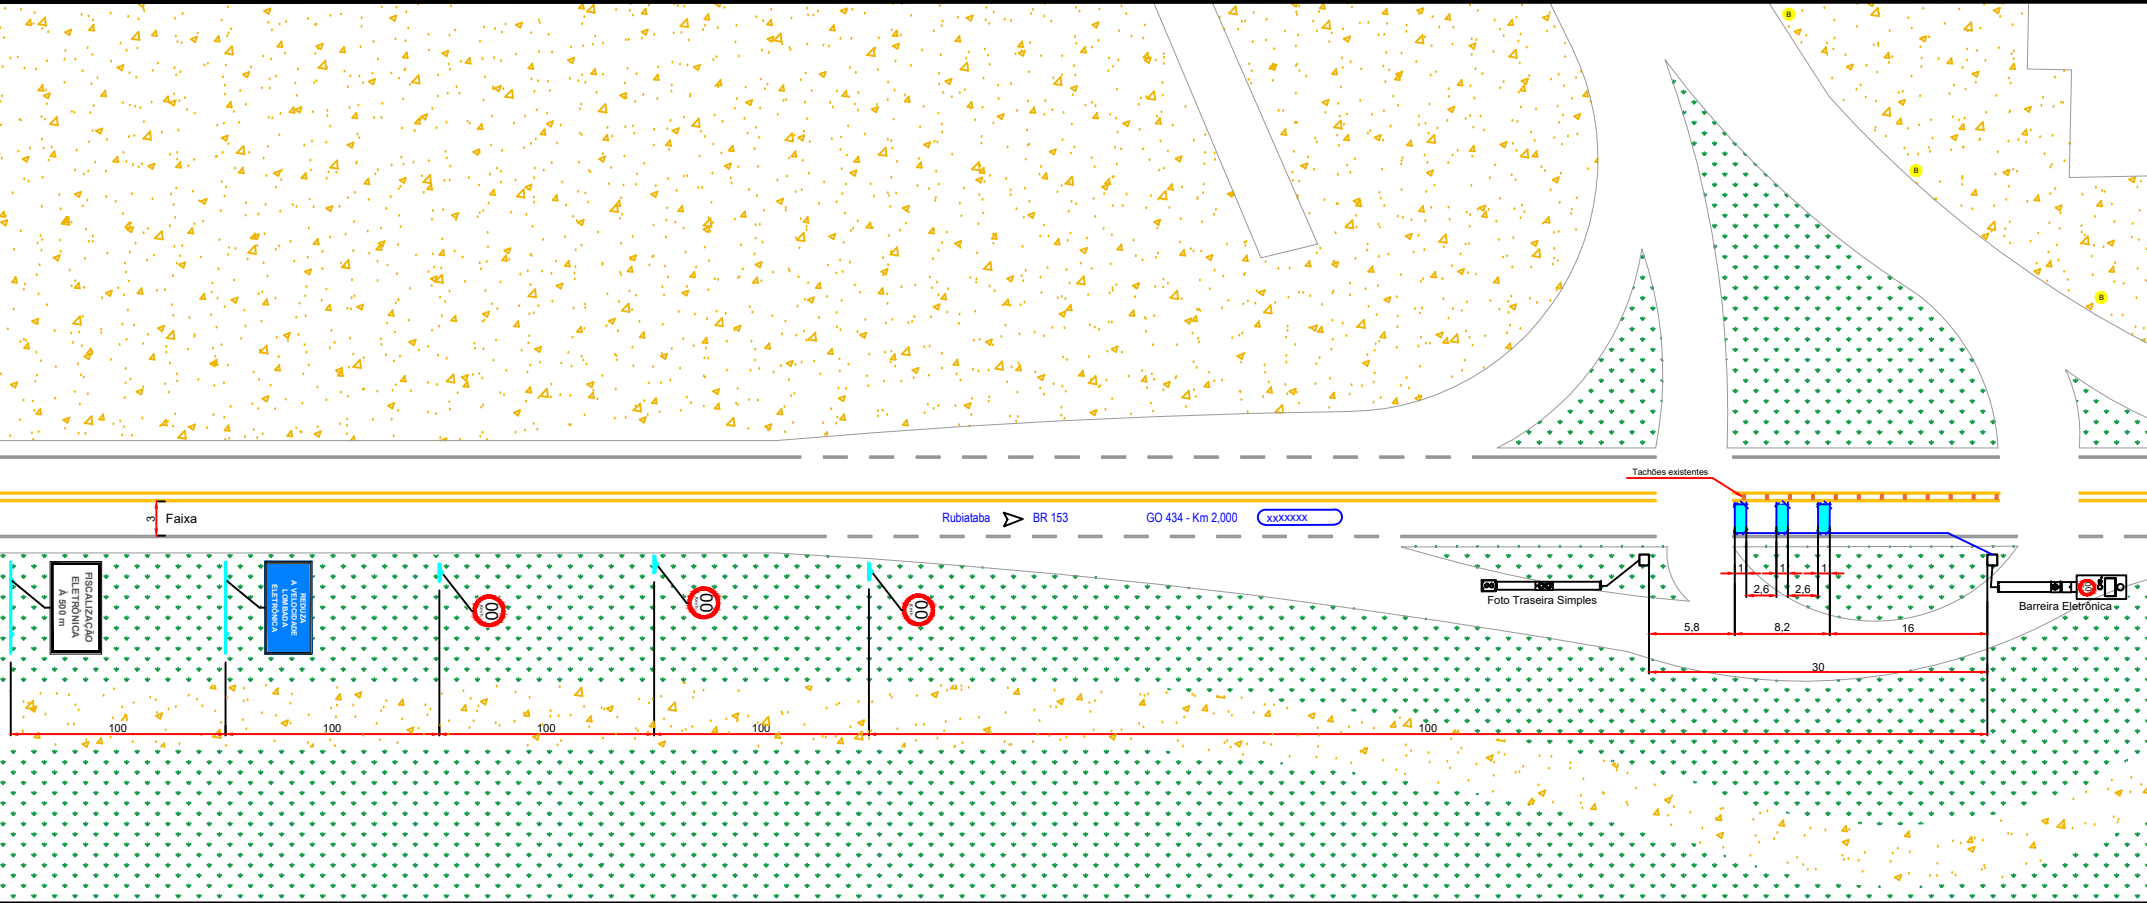 B
B
B
Tachões existentes
3
Faixa
Rubiataba
BR 153
GO 434 - Km 2,000
xxxxxxx
FISCALIZAÇÃO
ELETRÔNICA
À 500 m
REDUZA
A VELOCIDADE
LOMBADA
ELETRÔNICA
00
00
00
Foto Traseira Simples
Barreira Eletrônica
1
1
1
2,6
2,6
5,8
8,2
16
30
100
100
100
100
100